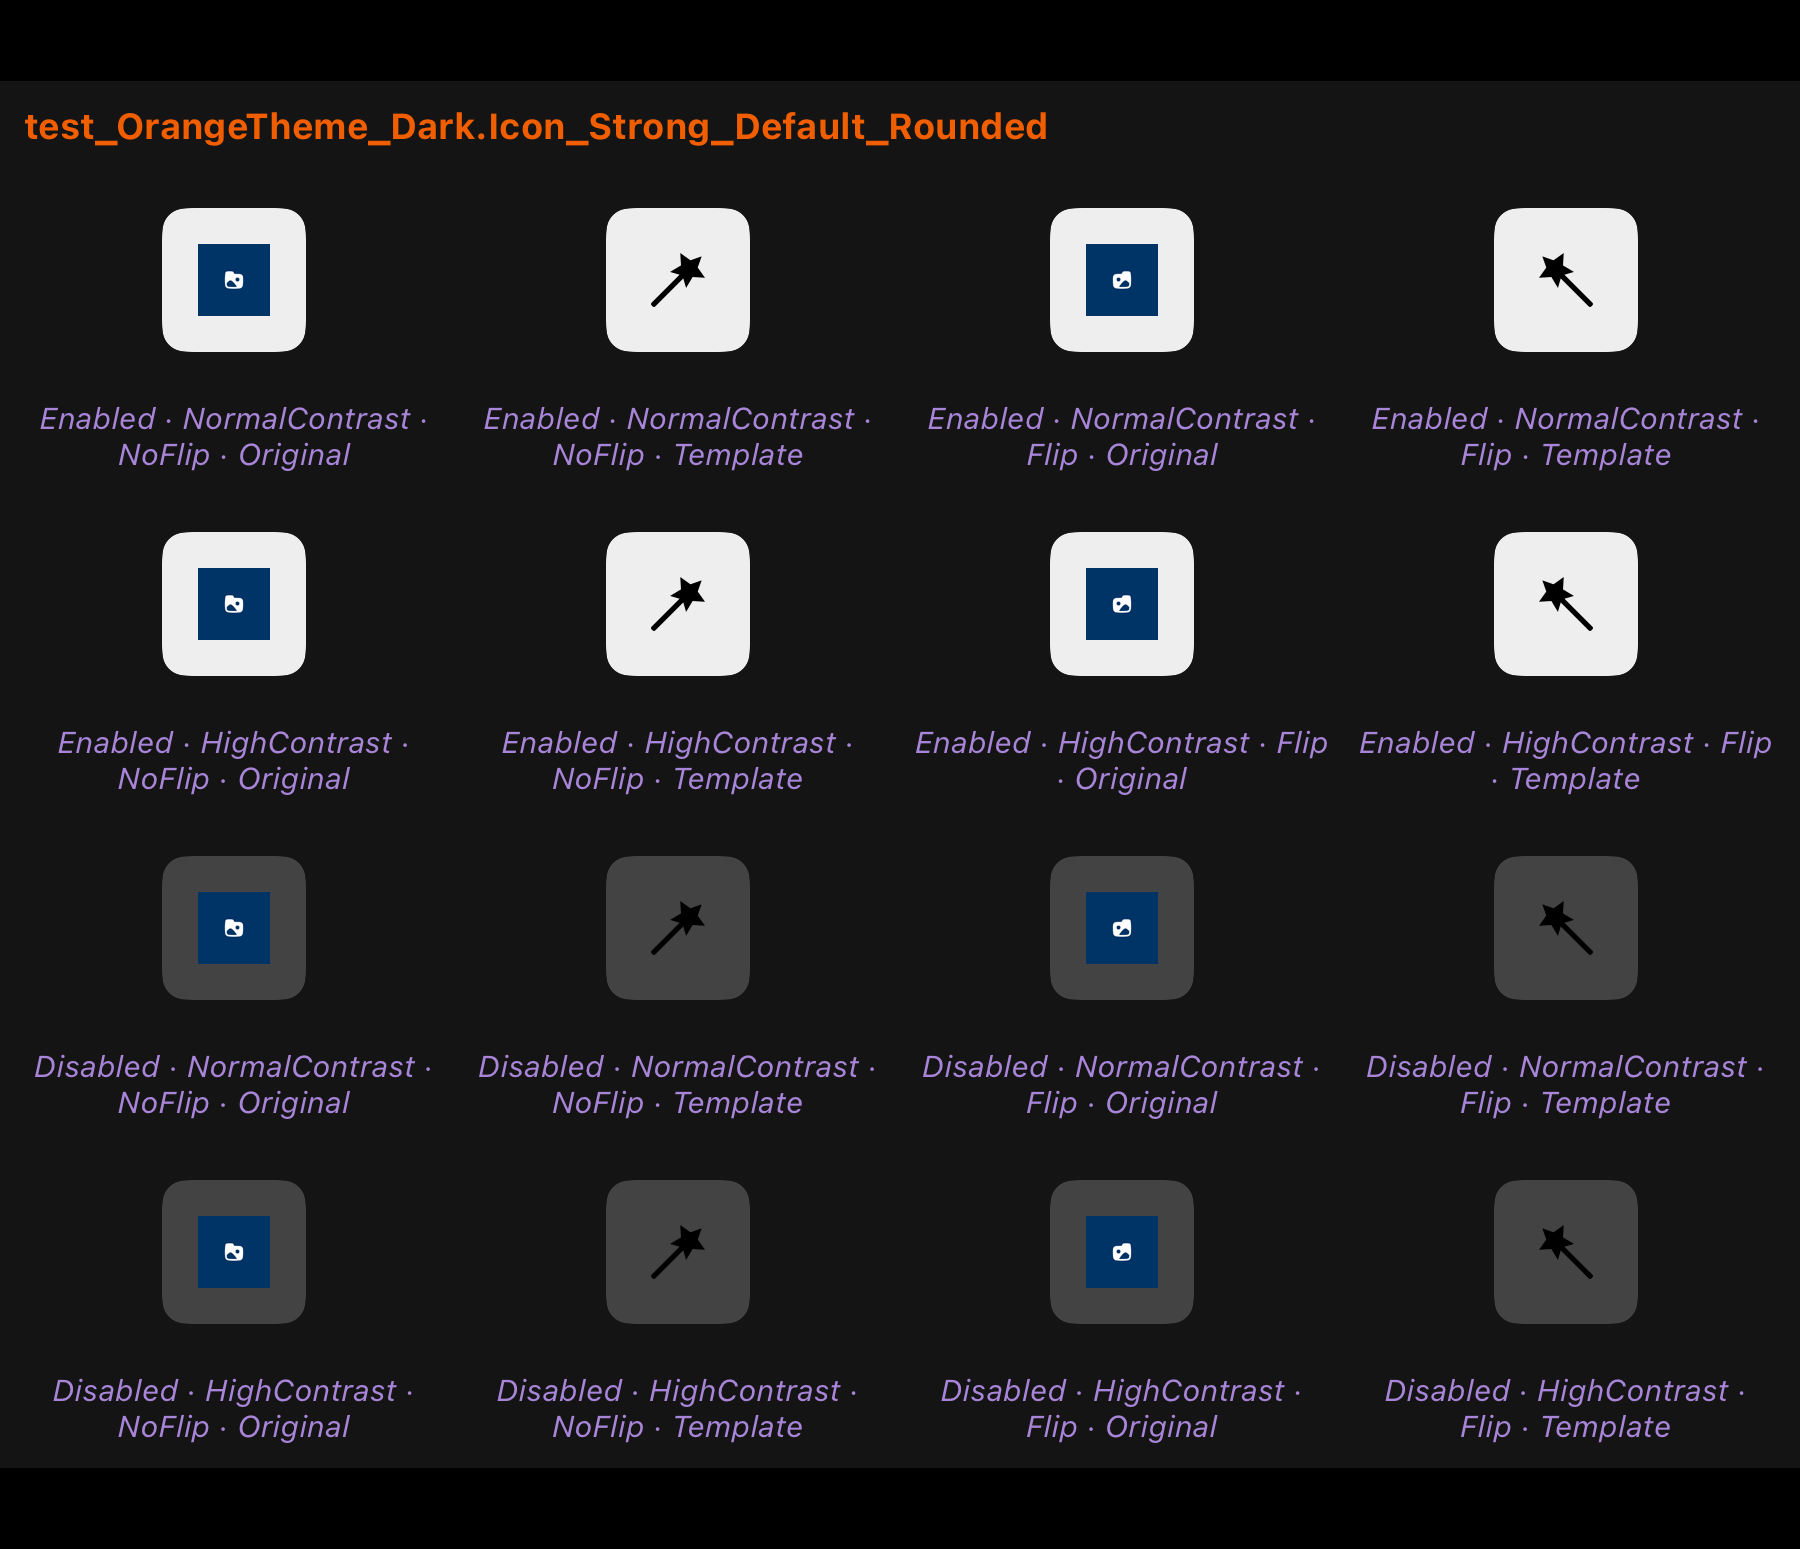 test_OrangeTheme_Dark.Icon_Strong_Default_Rounded
Enabled · NormalContrast ·
NoFlip · Original
Enabled · NormalContrast ·
NoFlip · Template
Enabled · NormalContrast ·
Flip · Original
Enabled · NormalContrast ·
Flip · Template
Enabled · HighContrast ·
NoFlip · Original
Enabled · HighContrast ·
NoFlip · Template
Enabled · HighContrast · Flip
· Original
Enabled · HighContrast · Flip
· Template
Disabled · NormalContrast ·
NoFlip · Original
Disabled · NormalContrast ·
NoFlip · Template
Disabled · NormalContrast ·
Flip · Original
Disabled · NormalContrast ·
Flip · Template
Disabled · HighContrast ·
NoFlip · Original
Disabled · HighContrast ·
NoFlip · Template
Disabled · HighContrast ·
Flip · Original
Disabled · HighContrast ·
Flip · Template